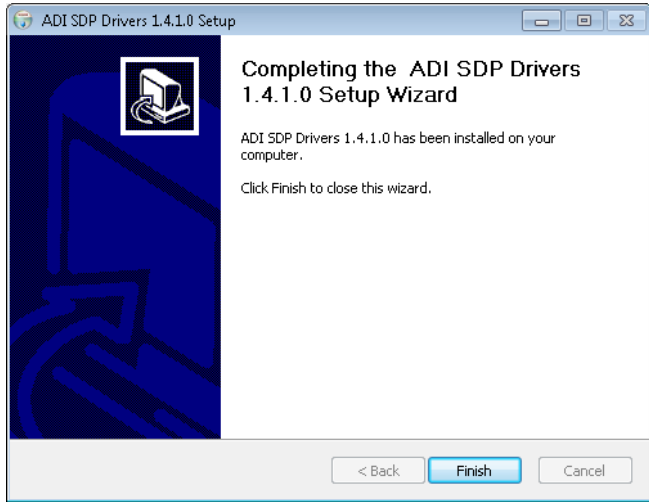 ADI SDP Drivers 1.4.1.0 Setup
Completing the ADI SDP Drivers
1.4.1.0 Setup Wizard
ADI SDP Drivers 1.4.1.0 has been installed on your
computer.
Click Finish to close this wizard.
< Back
Finish
Cancel